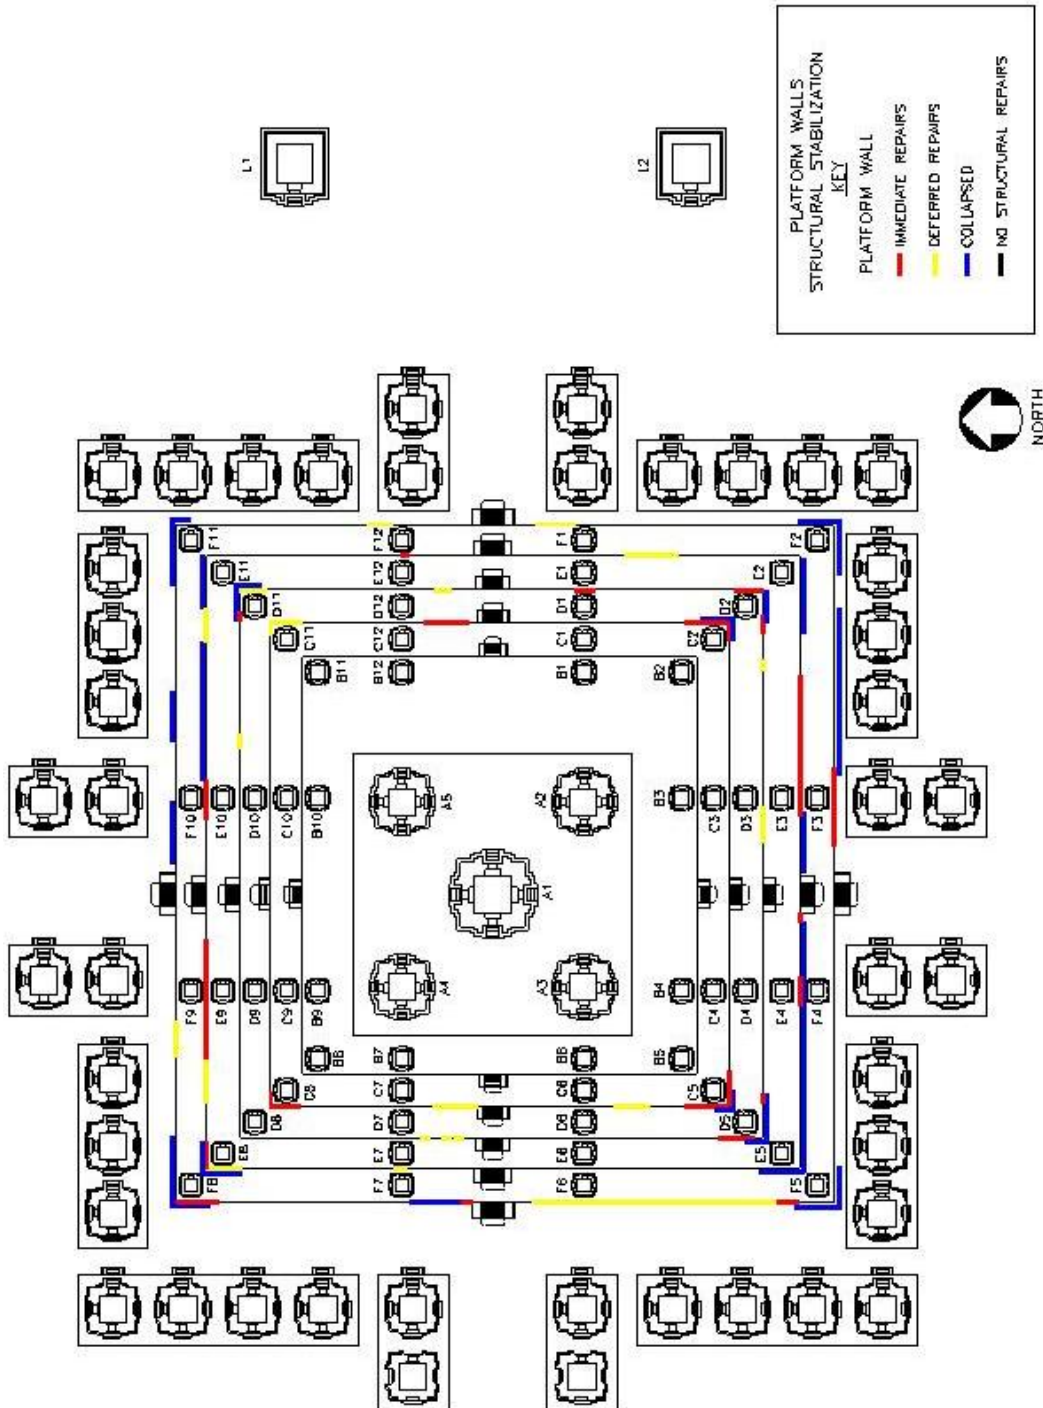 L1
L2
PLATFORM WALLS
STRUCTURAL STABILIZATION
KEY
PLATFORM WALL
IMMEDIATE REPAIRS
DEFERRED REPAIRS
COLLAPSED
NO STRUCTURAL REPAIRS
NORTH
F11
F12
F1
F2
E11
E12
E1
E2
D11
D12
D1
D2
C11
C12
C1
C2
B11
B12
B1
B2
F10
E10
D10
C10
B10
A5
A2
B3
C3
D3
E3
F3
A1
F9
E9
D9
C9
B9
A4
A3
B4
C4
D4
E4
F4
B8
B7
B6
B5
C8
C7
C6
C5
D8
D7
D6
D5
E8
E7
E6
E5
F8
F7
F6
F5